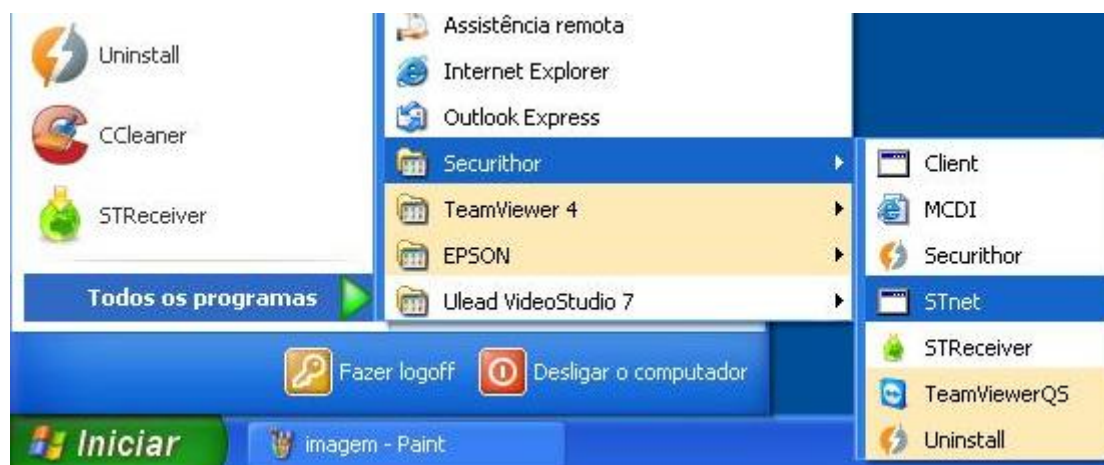 Uninstall
CCleaner
STReceiver
Todos os programas
Assistência remota
Internet Explorer
Outlook Express
Securithor
TeamViewer 4
EPSON
Ulead VideoStudio 7
Client
MCDI
Securithor
STnet
STReceiver
TeamViewerQS
Uninstall
Fazer logoff
Desligar o computador
Iniciar
imagem - Paint